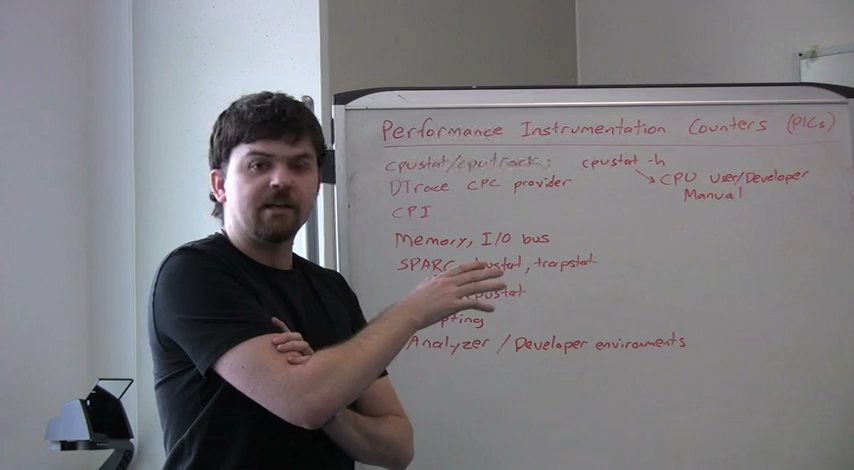 Performance Instrumentation Counters (PICs)
cpustat/cputrack: cpustat -h
DTrace CPC provider
CPU User/Developer
Manual
CPI
Memory, I/O bus
SPARC busstat, trapstat
Analyzer / Developer environments